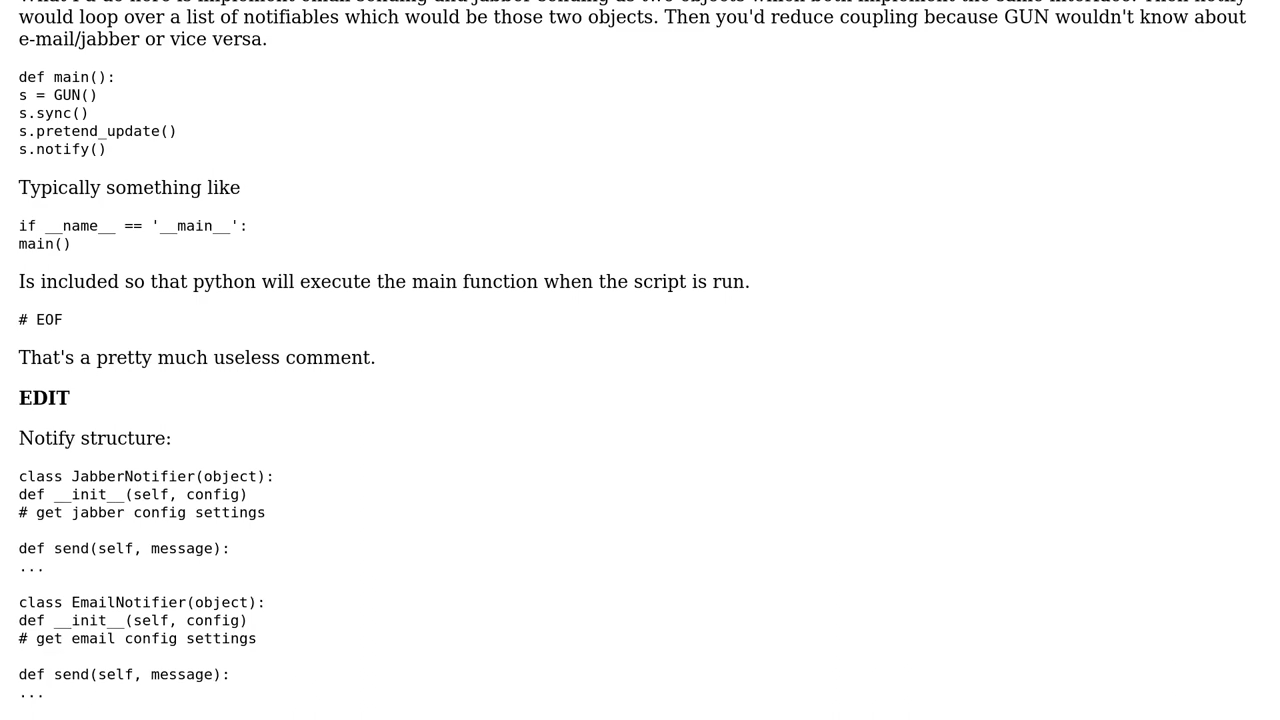 would loop over a list of notifiables which would be those two objects. Then you'd reduce coupling because GUN wouldn't know about
e-mail/jabber or vice versa.
def main():
s = GUN()
s.sync()
s.pretend_update()
s.notify()
Typically something like
if __name__ == '__main__':
main()
Is included so that python will execute the main function when the script is run.
# EOF
That's a pretty much useless comment.
EDIT
Notify structure:
class JabberNotifier(object):
def __init__(self, config)
# get jabber config settings
def send(self, message):
...
class EmailNotifier(object):
def __init__(self, config)
# get email config settings
def send(self, message):
...